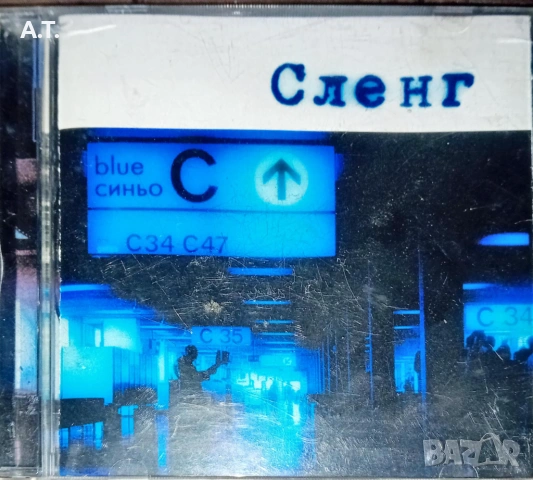 А.Т.
Сленг
blue
синьо
C
C34 C47
C 35
C 34
BAZAR